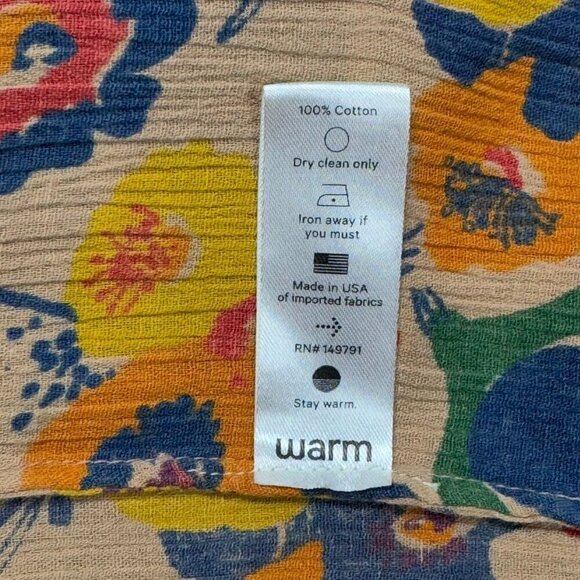 100% Cotton
Dry clean only
Iron away if
you must
Made in USA
of imported fabrics
RN# 149791
Stay warm.
warm